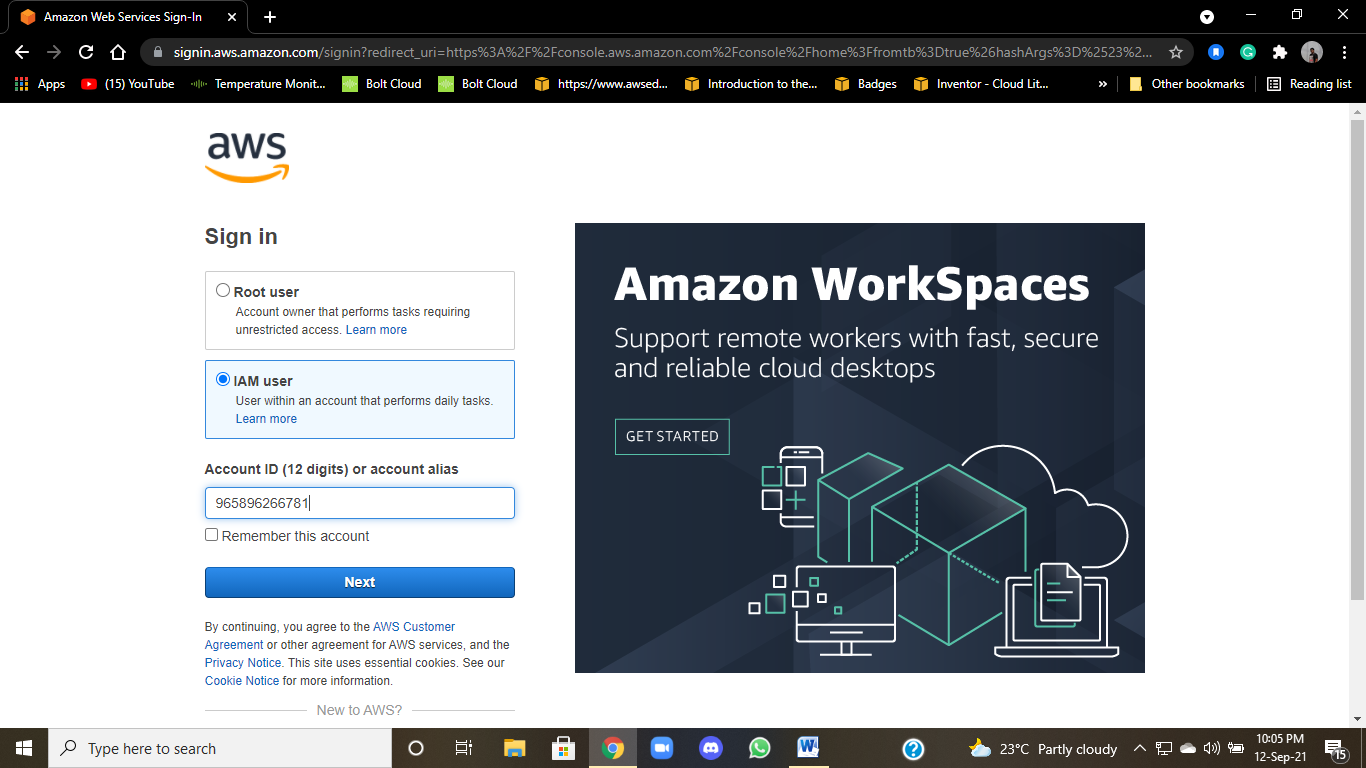 Amazon Web Services Sign-In
signin.aws.amazon.com/signin?redirect_uri=https%3A%2F%2Fconsole.aws.amazon.com%2Fconsole%2Fhome%3Ffromtb%3Dtrue%26hashArgs%3D%2523%2...
Apps (15) YouTube Temperature Monit... Bolt Cloud Bolt Cloud https://www.awsed... Introduction to the... Badges Inventor - Cloud Lit... » Other bookmarks Reading list
aws
Sign in
Root user
Account owner that performs tasks requiring
unrestricted access. Learn more
IAM user
User within an account that performs daily tasks.
Learn more
Account ID (12 digits) or account alias
965896266781
Remember this account
Next
By continuing, you agree to the AWS Customer
Agreement or other agreement for AWS services, and the
Privacy Notice. This site uses essential cookies. See our
Cookie Notice for more information.
New to AWS?
Amazon WorkSpaces
Support remote workers with fast, secure
and reliable cloud desktops
GET STARTED
Type here to search
23°C Partly cloudy
10:05 PM
12-Sep-21
15